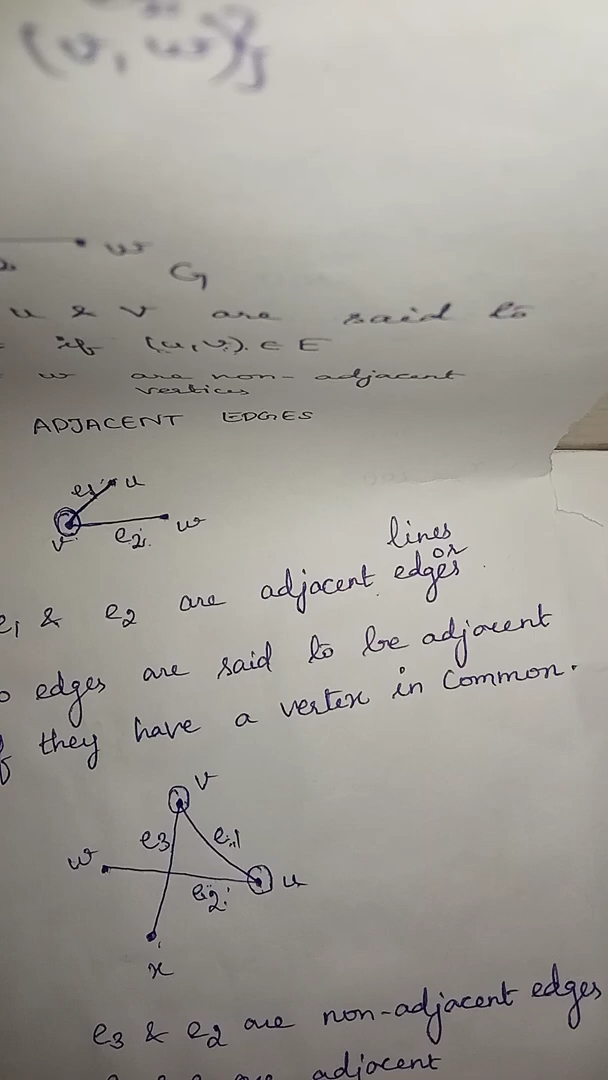 (v, w)}
w
G
u & v are said to
if (u, v) ∈ E
w are non-adjacent
vertices
ADJACENT EDGES
e1 u
v e2 w
lines
or
e1 & e2 are adjacent edges.
edges are said to be adjacent
they have a vertex in common.
v
w e3 e1
e2 u
x
e3 & e2 are non-adjacent edges
are adjacent